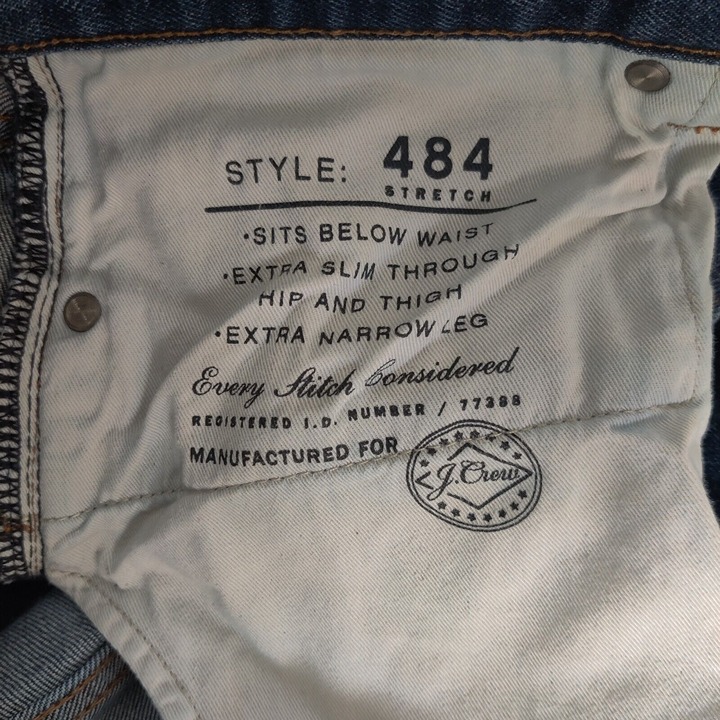 STYLE: 484
STRETCH
•SITS BELOW WAIST
•EXTRA SLIM THROUGH
HIP AND THIGH
•EXTRA NARROW LEG
Every Stitch Considered
REGISTERED I.D. NUMBER / 77388
MANUFACTURED FOR
J.Crew